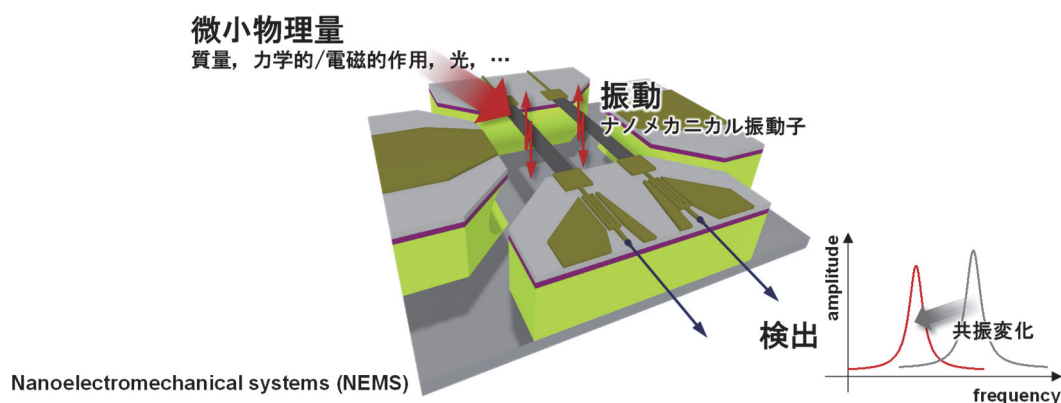 微小物理量
質量，力学的/電磁的作用，光，…
振動
ナノメカニカル振動子
検出
amplitude
共振変化
frequency
Nanoelectromechanical systems (NEMS)